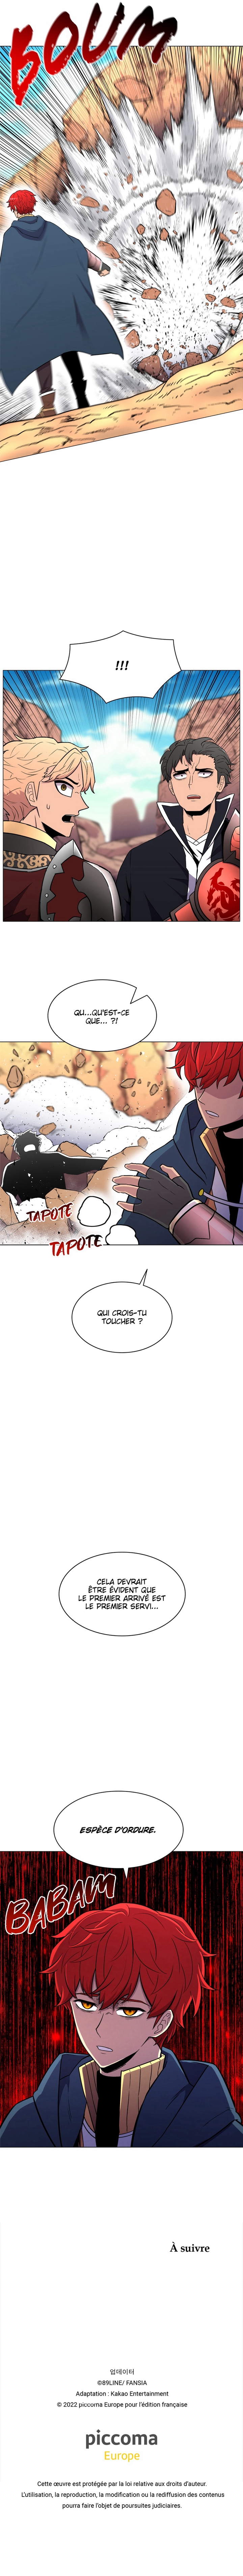 BOUM
!!!
QU...QU'EST-CE
QUE... ?!
TAPOTE
TAPOTE
QUI CROIS-TU
TOUCHER ?
CELA DEVRAIT
ÊTRE ÉVIDENT QUE
LE PREMIER ARRIVÉ EST
LE PREMIER SERVI...
ESPÈCE D'ORDURE.
BABAM
À suivre
업데이터
©89LINE/ FANSIA
Adaptation : Kakao Entertainment
© 2022 piccoma Europe pour l'édition française
piccoma
Europe
Cette œuvre est protégée par la loi relative aux droits d'auteur.
L'utilisation, la reproduction, la modification ou la rediffusion des contenus
pourra faire l'objet de poursuites judiciaires.